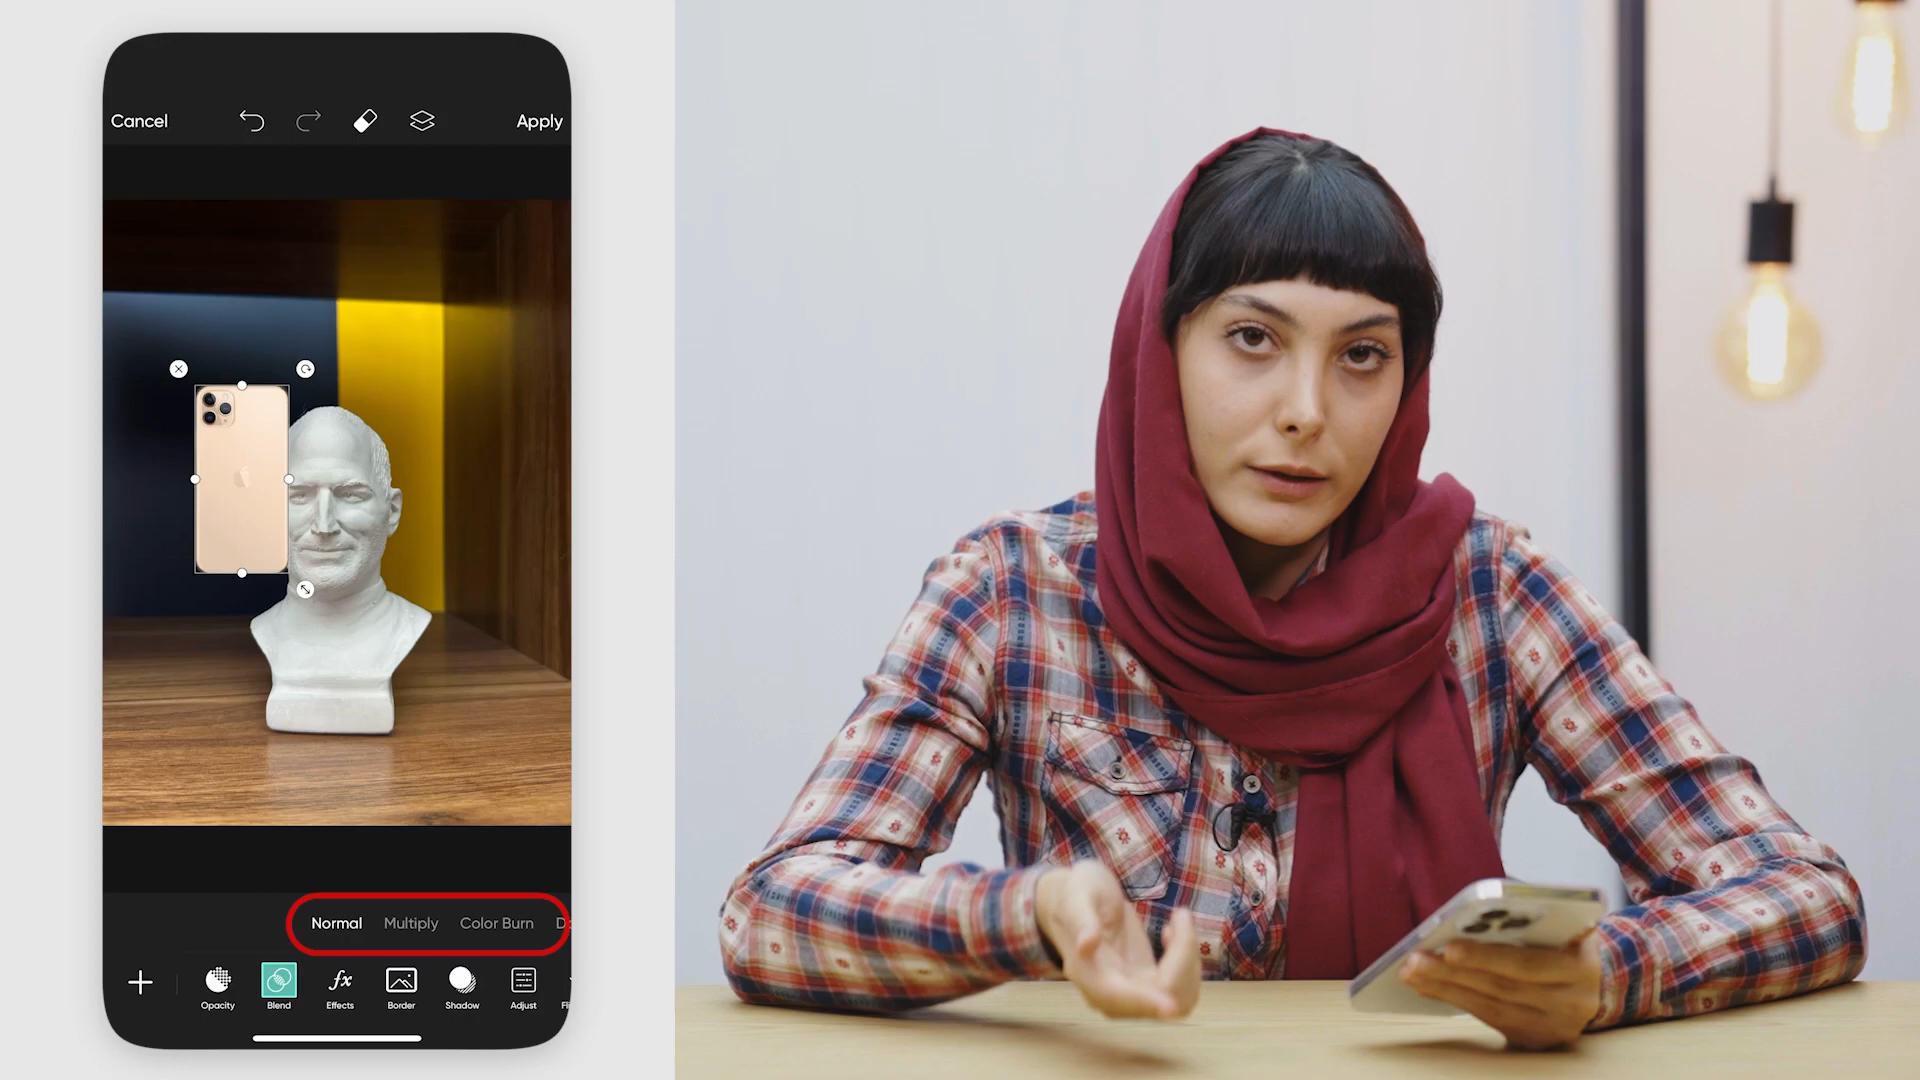 Cancel
Apply
Normal Multiply Color Burn
Opacity Blend Effects Border Shadow Adjust